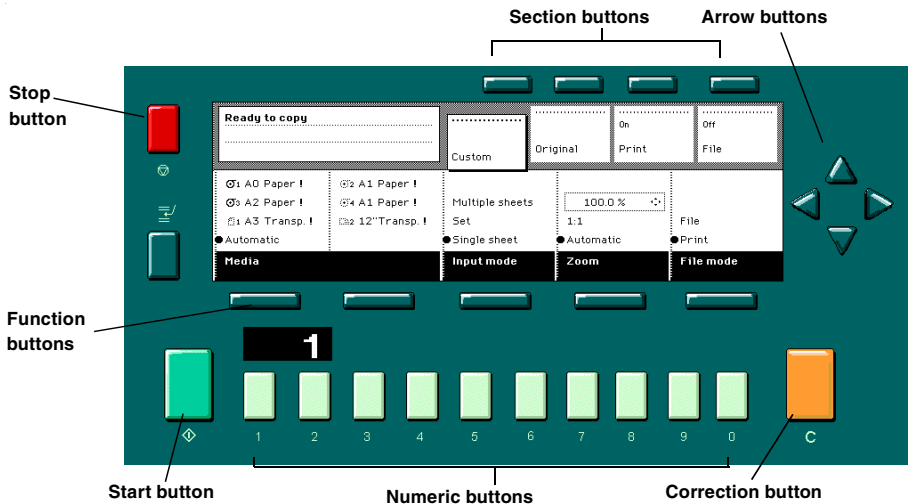 Section buttons
Arrow buttons
Stop
button
Ready to copy
Custom
Original
On
Print
Off
File
1 A0 Paper !
2 A1 Paper !
3 A2 Paper !
4 A1 Paper !
1 A3 Transp. !
2 12"Transp. !
Automatic
Multiple sheets
Set
Single sheet
100.0 %
1:1
Automatic
File
Print
Media
Input mode
Zoom
File mode
Function
buttons
1
1 2 3 4 5 6 7 8 9 0
C
Start button
Numeric buttons
Correction button